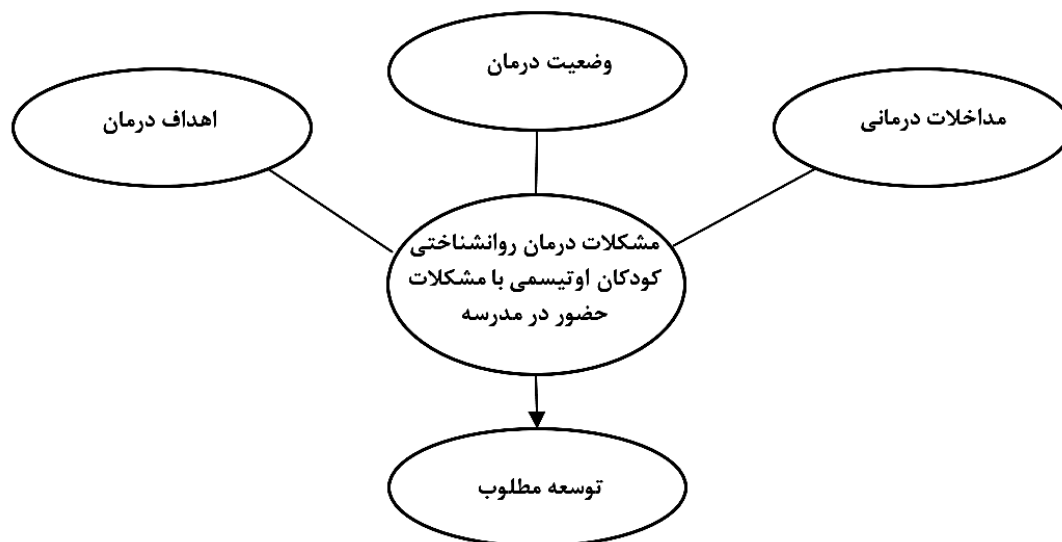 وضعیت درمان
مداخلات درمانی
اهداف درمان
مشکلات درمان روانشناختی
کودکان اوتیسمی با مشکلات
حضور در مدرسه
توسعه مطلوب